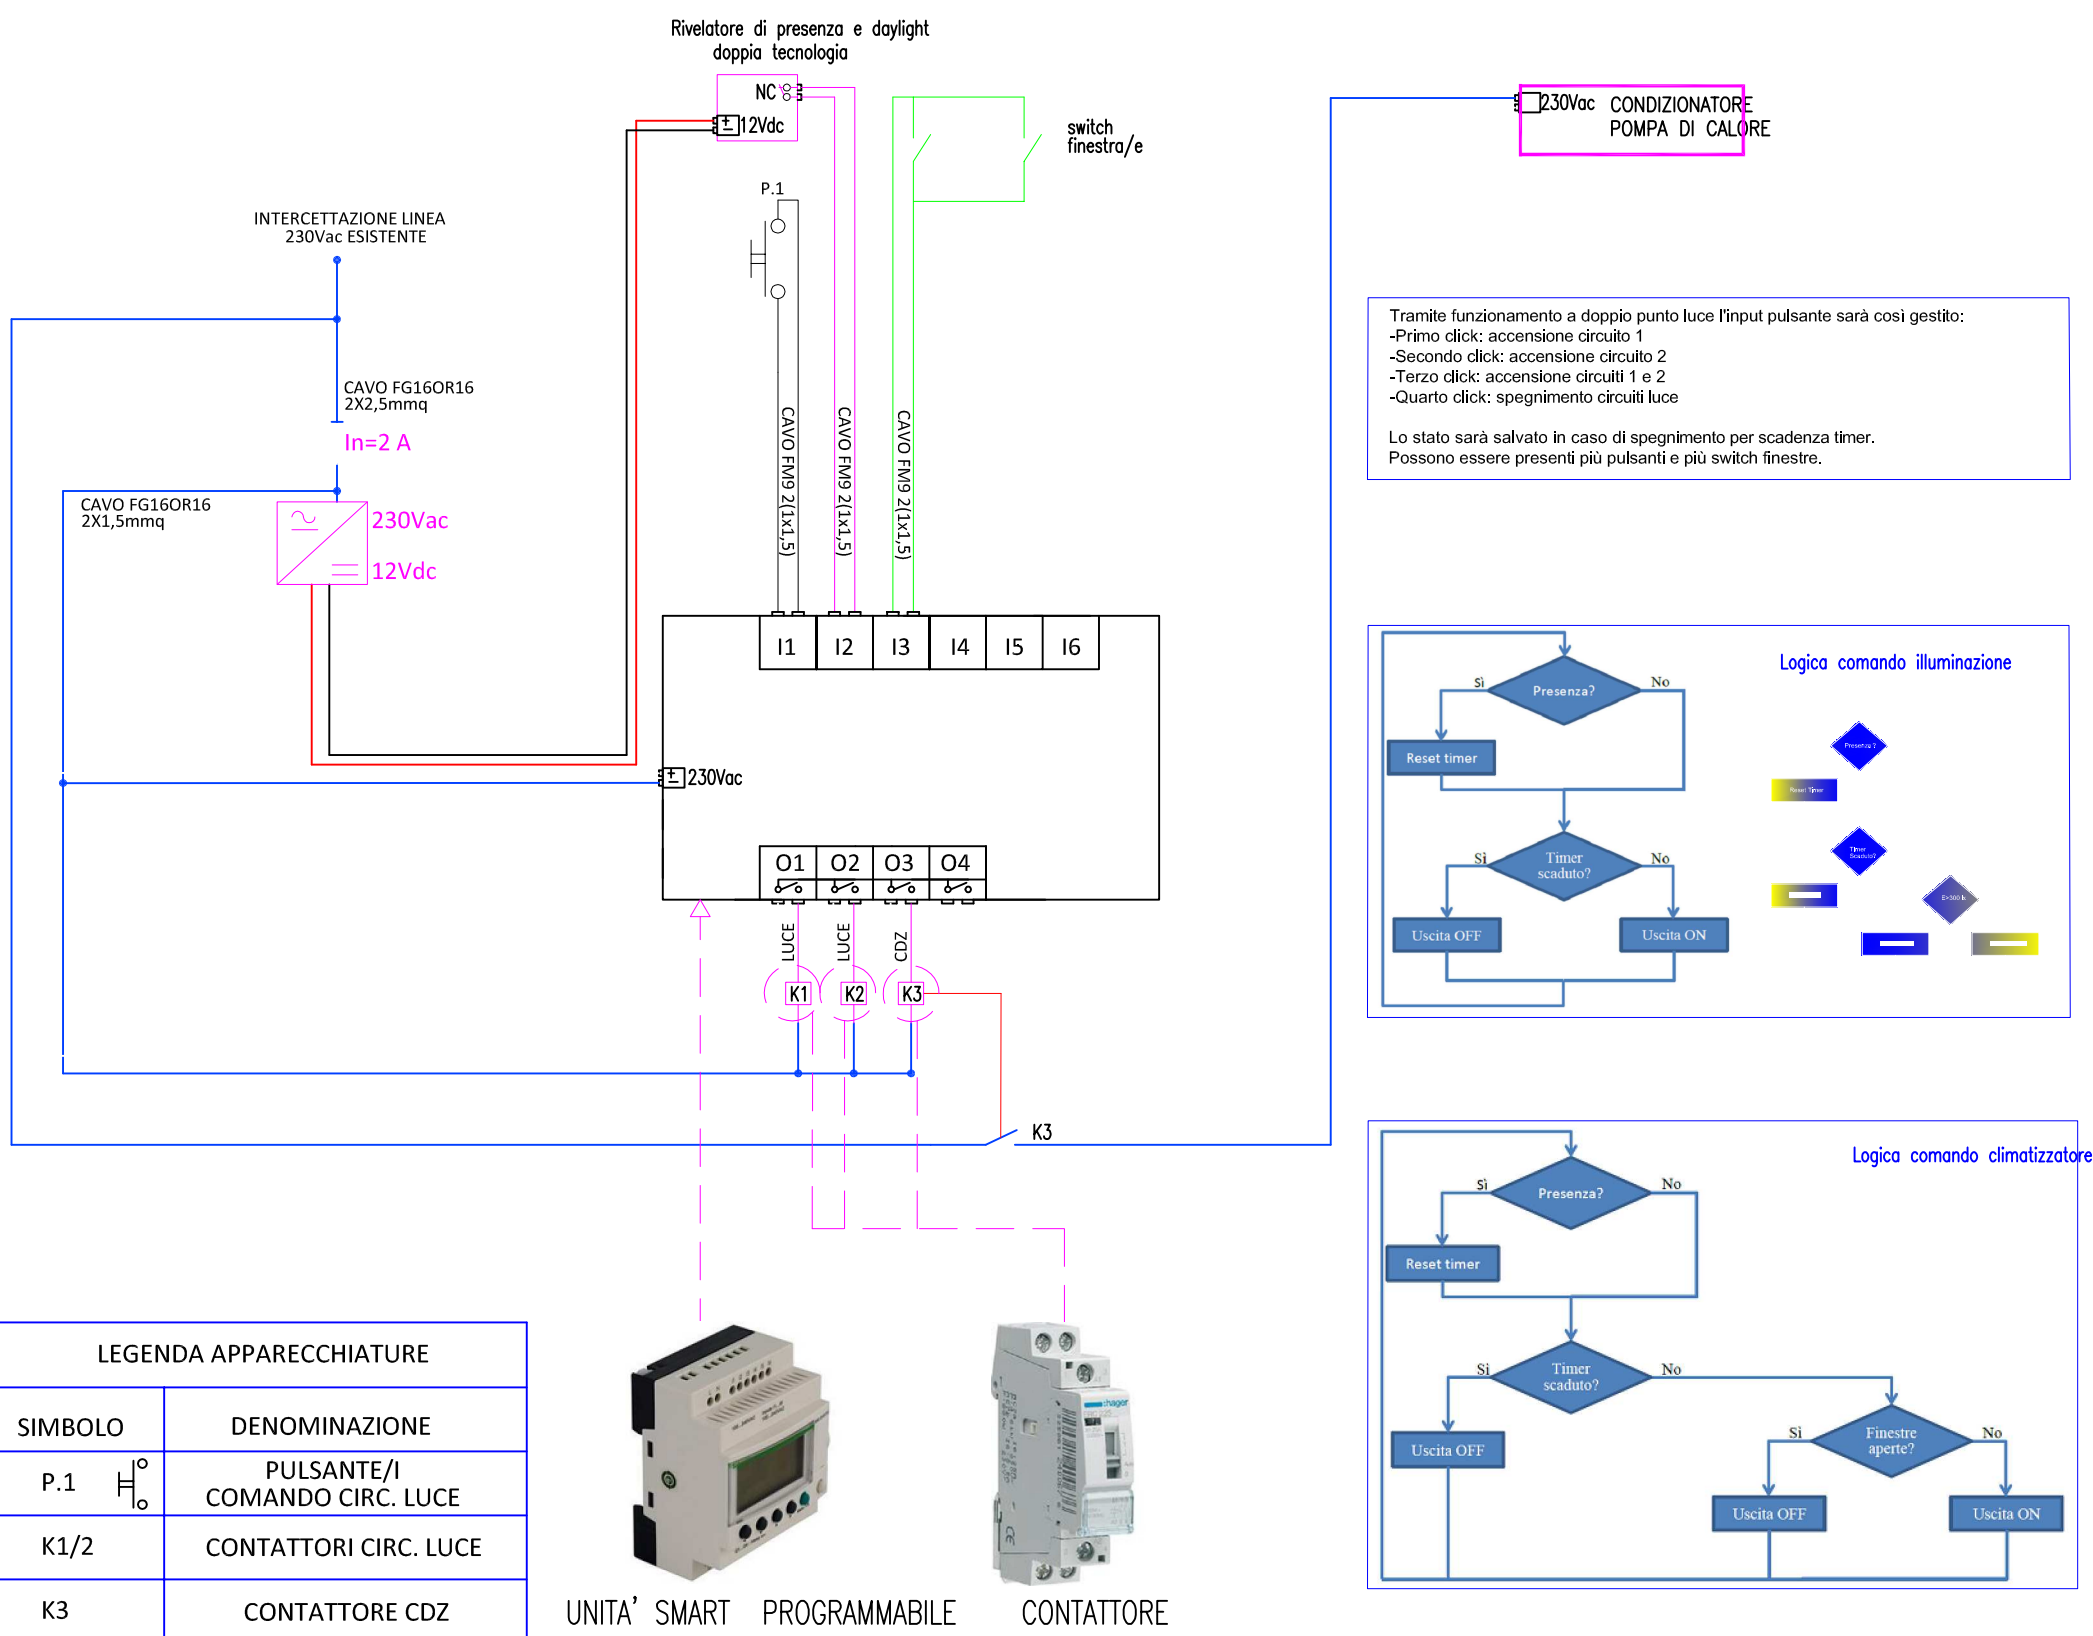 Rivelatore di presenza e daylight
doppia tecnologia
NC
12Vdc
switch
finestra/e
P.1
230Vac
CONDIZIONATORE
POMPA DI CALORE
INTERCETTAZIONE LINEA
230Vac ESISTENTE
CAVO FG16OR16
2X2,5mmq
In=2 A
CAVO FG16OR16
2X1,5mmq
230Vac
12Vdc
CAVO FM9 2(1x1,5)
CAVO FM9 2(1x1,5)
CAVO FM9 2(1x1,5)
Tramite funzionamento a doppio punto luce l'input pulsante sarà così gestito:
-Primo click: accensione circuito 1
-Secondo click: accensione circuito 2
-Terzo click: accensione circuiti 1 e 2
-Quarto click: spegnimento circuiti luce
Lo stato sarà salvato in caso di spegnimento per scadenza timer.
Possono essere presenti più pulsanti e più switch finestre.
I1 I2 I3 I4 I5 I6
230Vac
O1 O2 O3 O4
LUCE
LUCE
CDZ
K1 K2 K3
K3
Logica comando illuminazione
Presenza?
Sì
No
Reset timer
Timer
scaduto?
Sì
No
Uscita OFF
Uscita ON
Presenza ?
Reset Timer
Timer
Scaduto?
E>300 lx
Logica comando climatizzatore
Presenza?
Sì
No
Reset timer
Timer
scaduto?
Sì
No
Uscita OFF
Finestre
aperte?
Sì
No
Uscita OFF
Uscita ON
LEGENDA APPARECCHIATURE
SIMBOLO DENOMINAZIONE
P.1 PULSANTE/I
COMANDO CIRC. LUCE
K1/2 CONTATTORI CIRC. LUCE
K3 CONTATTORE CDZ
:hager
CE
UNITA' SMART PROGRAMMABILE
CONTATTORE